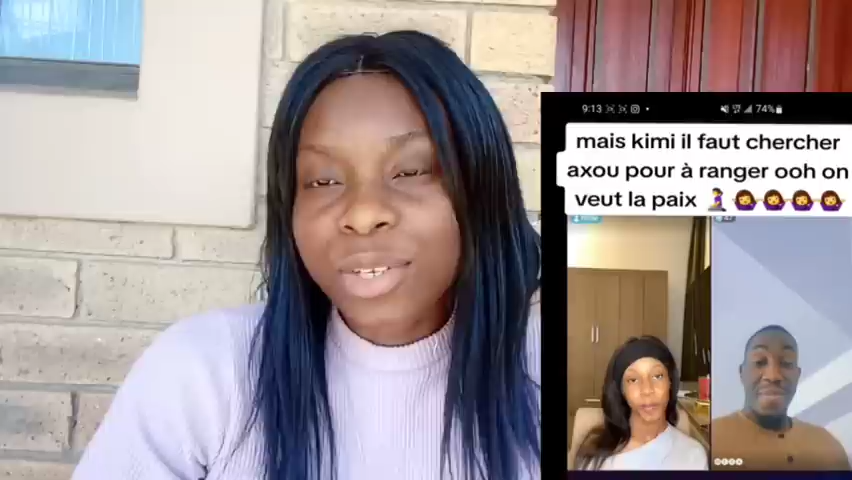 9:13
74%
mais kimi il faut chercher
axou pour à ranger ooh on
veut la paix 🧏‍♀️🤷‍♀️🤷‍♀️🤷‍♀️🤷‍♀️